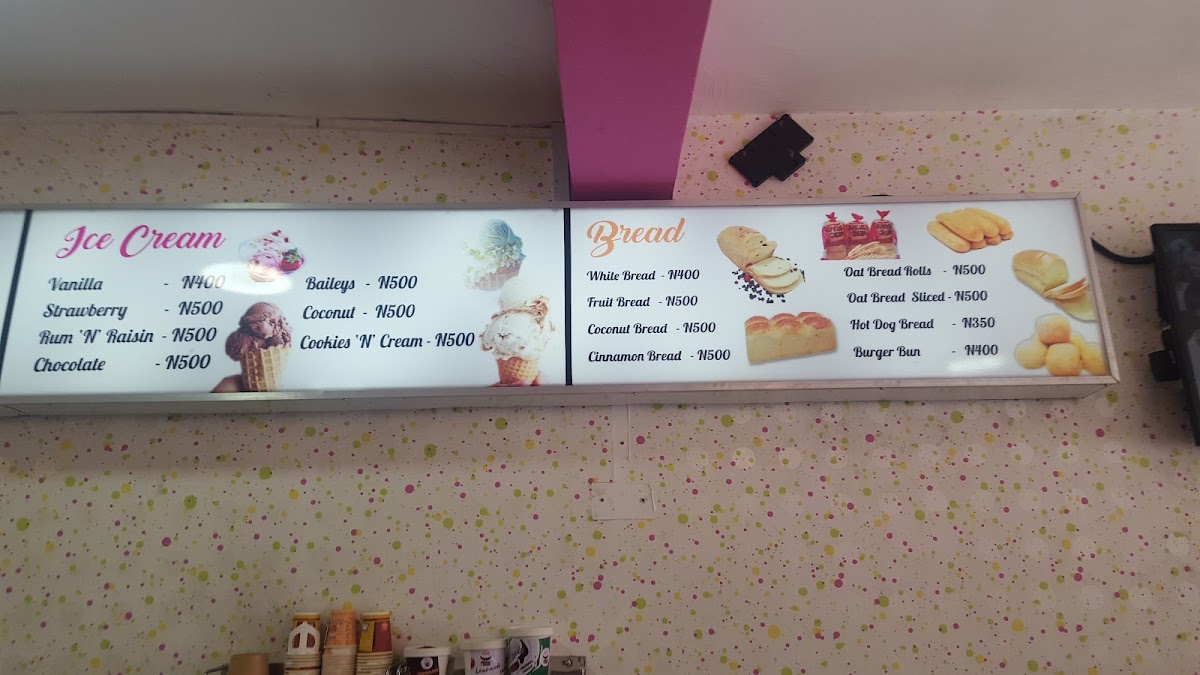 Ice Cream
Vanilla - N400
Strawberry - N500
Rum 'N' Raisin - N500
Chocolate - N500
Baileys - N500
Coconut - N500
Cookies 'N' Cream - N500
Bread
White Bread - N400
Fruit Bread - N500
Coconut Bread - N500
Cinnamon Bread - N500
Oat Bread Rolls - N500
Oat Bread Sliced - N500
Hot Dog Bread - N350
Burger Bun - N400